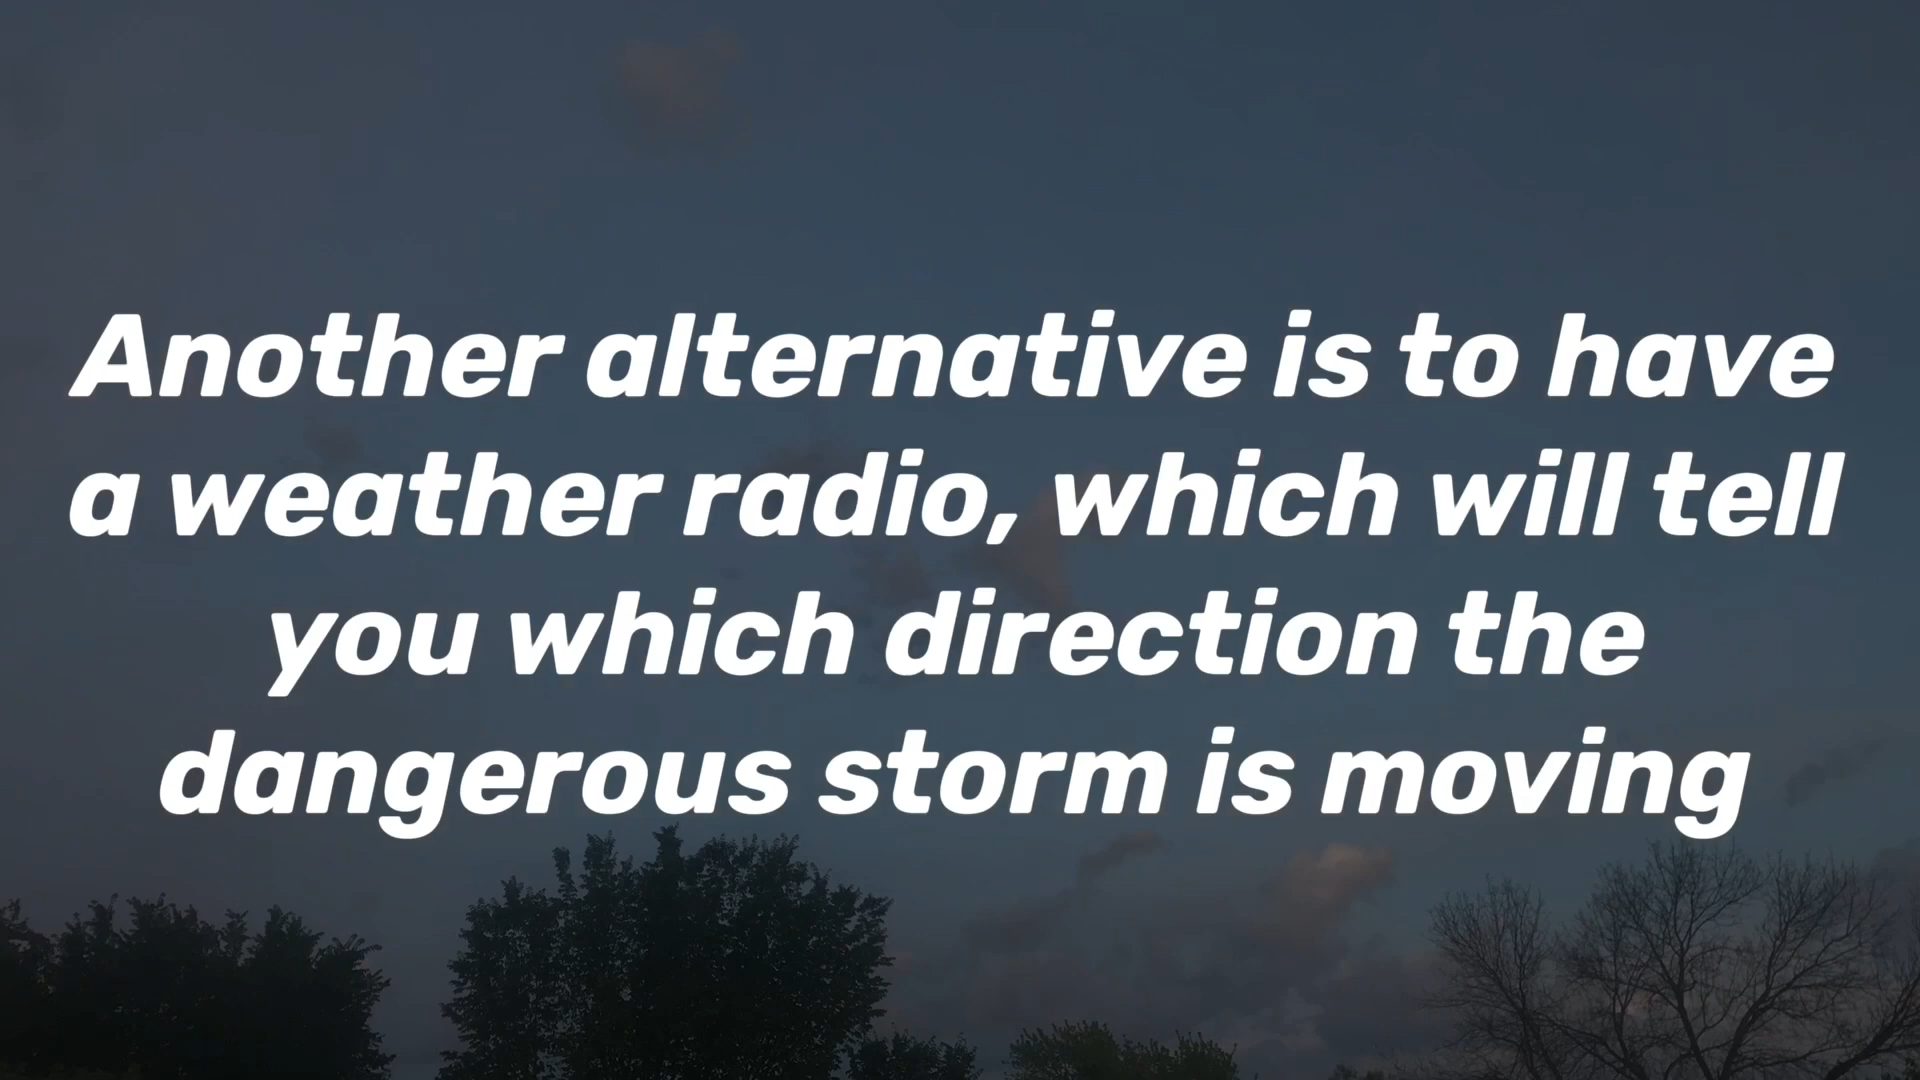 Another alternative is to have
a weather radio, which will tell
you which direction the
dangerous storm is moving